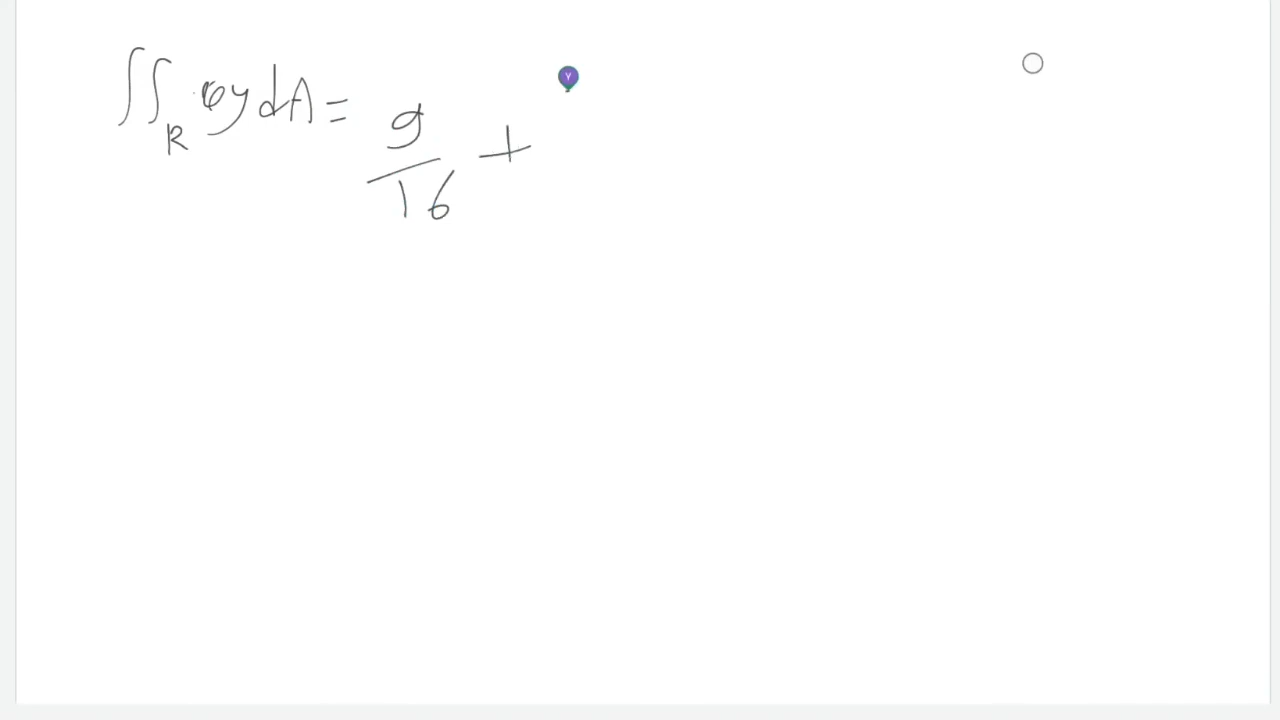 ∬_R xy dA = 9/16 +